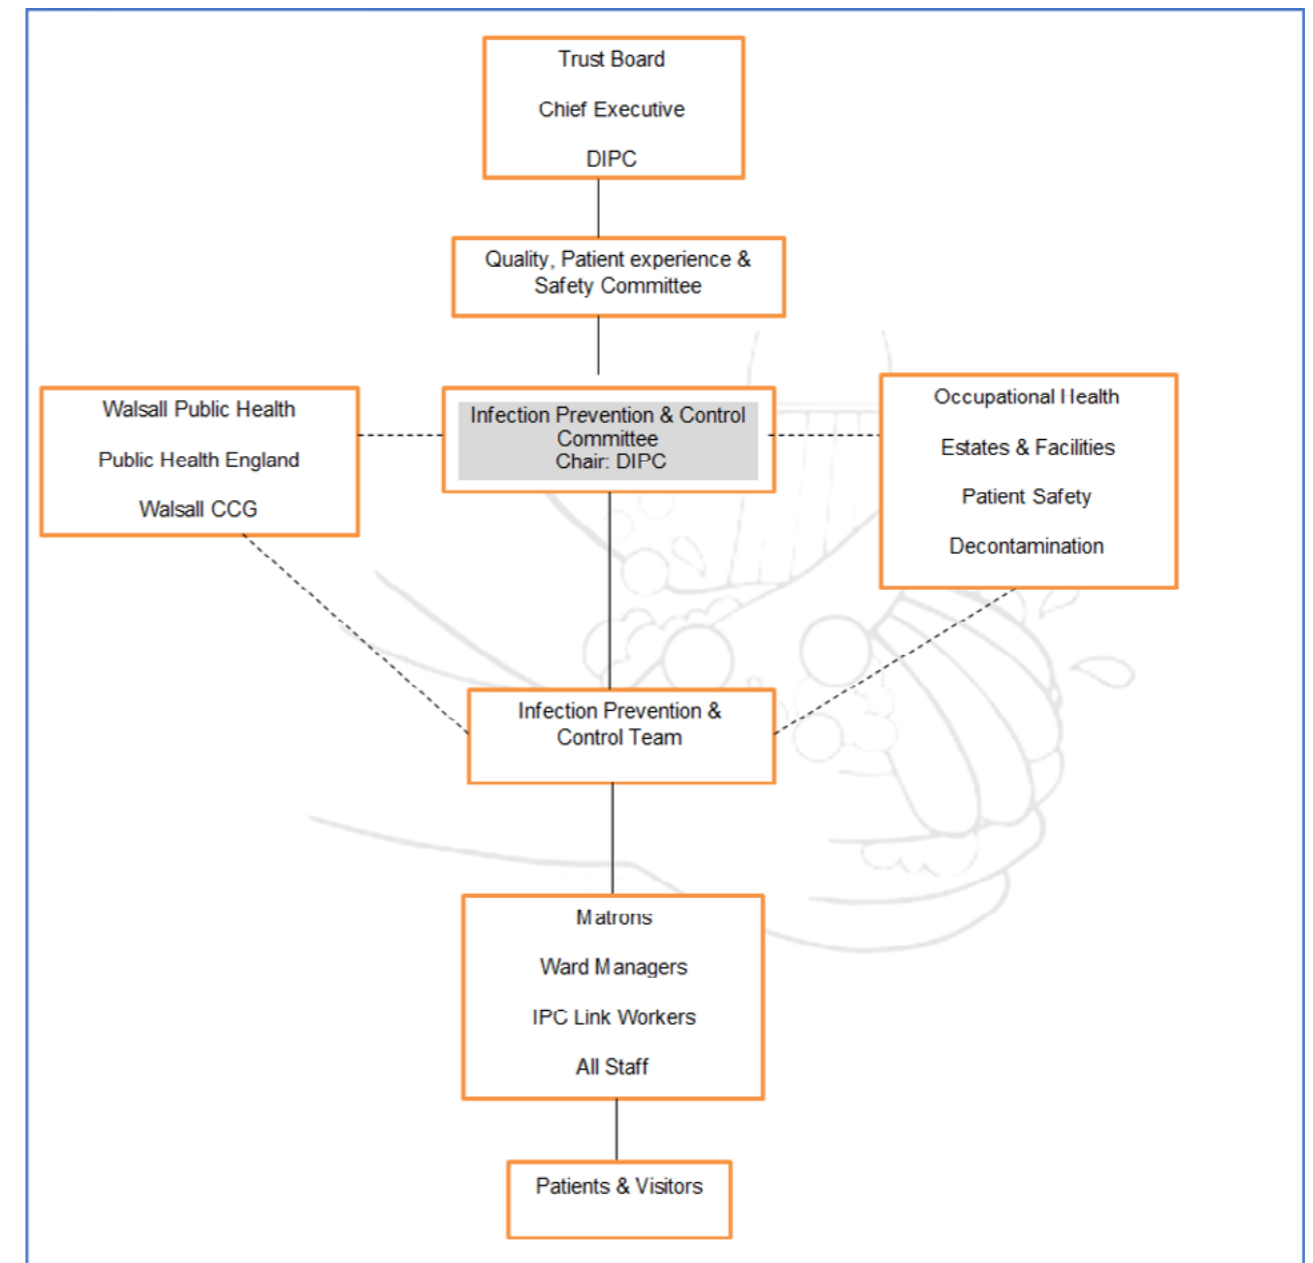 Trust Board
Chief Executive
DIPC
Quality, Patient experience &
Safety Committee
Walsall Public Health
Public Health England
Walsall CCG
Infection Prevention & Control
Committee
Chair: DIPC
Occupational Health
Estates & Facilities
Patient Safety
Decontamination
Infection Prevention &
Control Team
Matrons
Ward Managers
IPC Link Workers
All Staff
Patients & Visitors